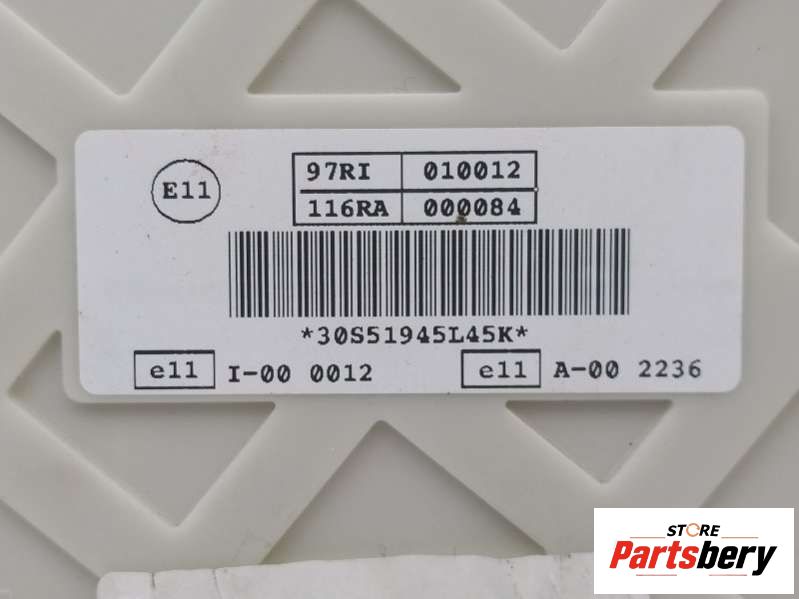 E11
97RI 010012
116RA 000084
*30S51945L45K*
e11 I-00 0012 e11 A-00 2236
STORE
Partsbery